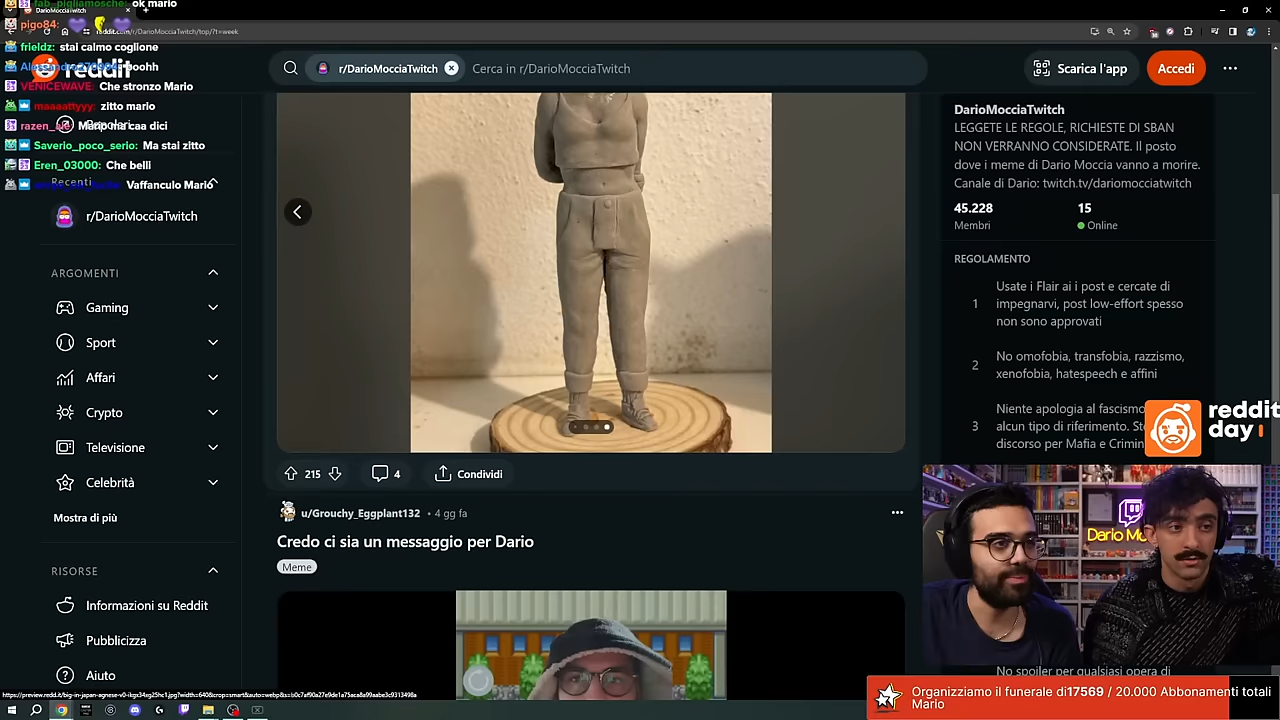 fab_pigliamosche: ok mario
DarioMocciaTwitch
pigo84:
reddit.com/r/DarioMocciaTwitch/top/?t=week
frieldz: stai calmo coglione
boohh
VENICEWAVE: Che stronzo Mario
maaaattyyy: zitto mario
Mario ma caa dici
Saverio_poco_serio: Ma stai zitto
Eren_03000: Che belli
Vaffanculo Mario
reddit
r/DarioMocciaTwitch
Cerca in r/DarioMocciaTwitch
Scarica l'app
Accedi
Recenti
r/DarioMocciaTwitch
ARGOMENTI
Gaming
Sport
Affari
Crypto
Televisione
Celebrità
Mostra di più
RISORSE
Informazioni su Reddit
Pubblicizza
Aiuto
215
4
Condividi
u/Grouchy_Eggplant132 • 4 gg fa
Credo ci sia un messaggio per Dario
Meme
DarioMocciaTwitch
LEGGETE LE REGOLE, RICHIESTE DI SBAN
NON VERRANNO CONSIDERATE. Il posto
dove i meme di Dario Moccia vanno a morire.
Canale di Dario: twitch.tv/dariomocciatwitch
45.228
15
Membri
Online
REGOLAMENTO
1
Usate i Flair ai i post e cercate di
impegnarvi, post low-effort spesso
non sono approvati
2
No omofobia, transfobia, razzismo,
xenofobia, hatespeech e affini
3
Niente apologia al fascismo
alcun tipo di riferimento.
discorso per Mafia e
reddit
day
Dario
No spoiler per qualsiasi opera di
Organizziamo il funerale di
Mario
17569 / 20.000 Abbonamenti totali